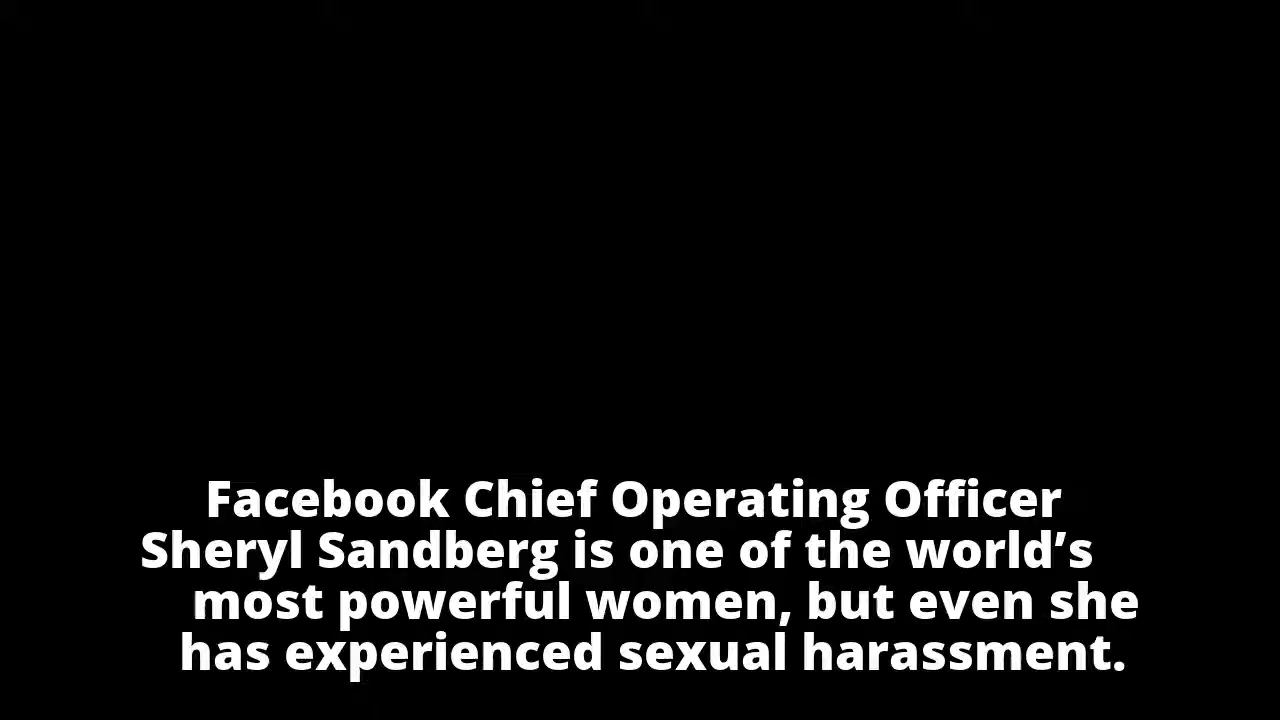 Facebook Chief Operating Officer
Sheryl Sandberg is one of the world’s
most powerful women, but even she
has experienced sexual harassment.